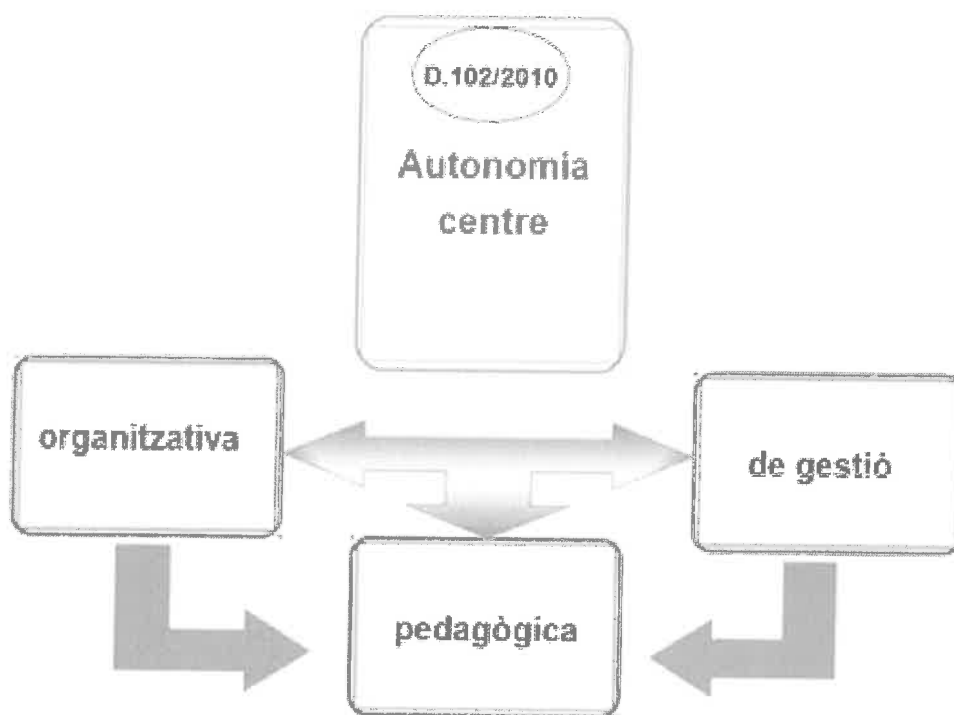 D.102/2010
Autonomia
centre
organitzativa
de gestió
pedagògica